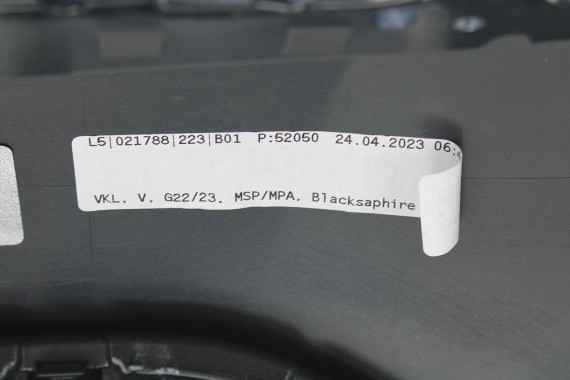 L5|021788|223|B01 P:52050 24.04.2023 06:
VKL. V. G22/23. MSP/MPA. Blacksaphire